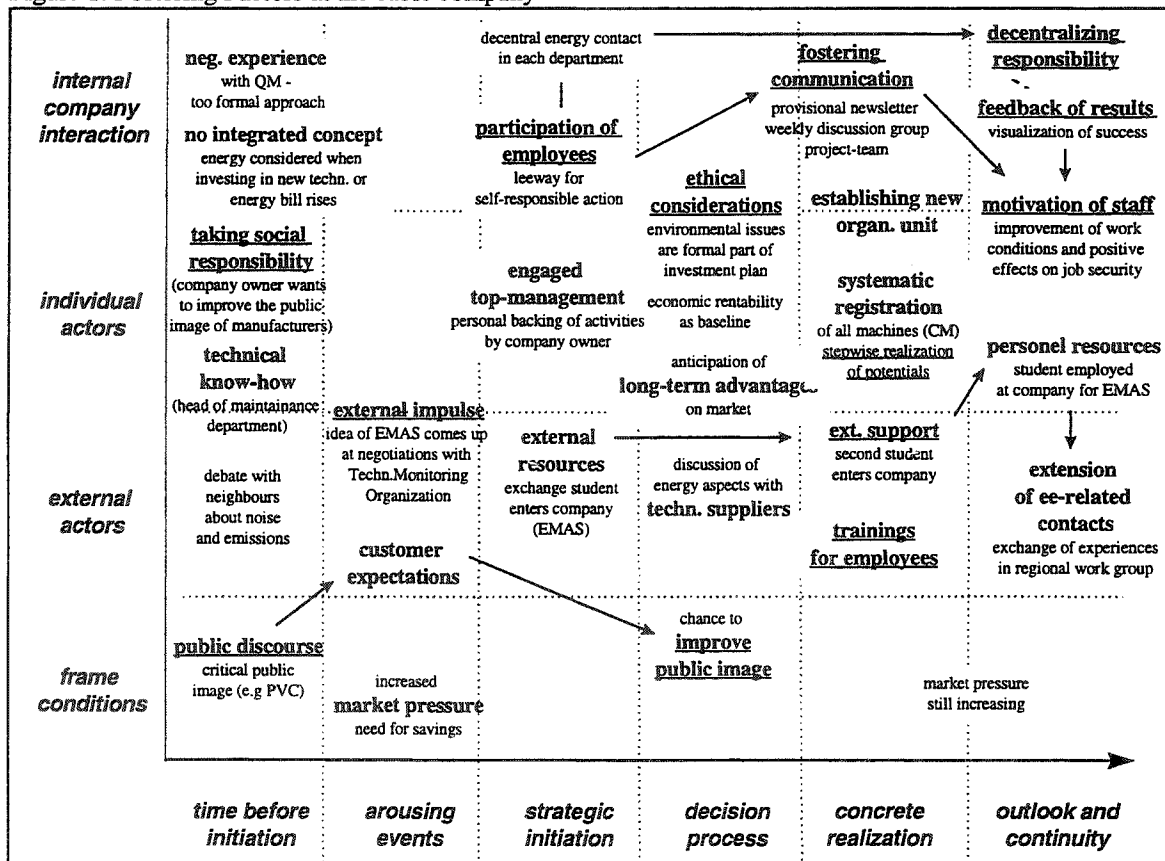 Fostering Factors at the company
internal
company
interaction
neg. experience
with QM -
too formal approach
no integrated concept
energy considered when
investing in new techn. or
energy bill rises
decentral energy contact
in each department
participation of
employees
leeway for
self-responsible action
fostering
communication
provisional newsletter
weekly discussion group
project-team
decentralizing
responsibility
feedback of results
visualization of success
individual
actors
taking social
responsibility
(company owner wants
to improve the public
image of manufacturers)
technical
know-how
(head of maintainance
department)
engaged
top-management
personal backing of activities
by company owner
ethical
considerations
environmental issues
are formal part of
investment plan
economic rentability
as baseline
anticipation of
long-term advantage
on market
establishing new
organ. unit
systematic
registration
of all machines (CM)
stepwise realization
of potentials
motivation of staff
improvement of work
conditions and positive
effects on job security
personel resources
student employed
at company for EMAS
external
actors
debate with
neighbours
about noise
and emissions
external impulse
idea of EMAS comes up
at negotiations with
Techn.Monitoring
Organization
customer
expectations
external
resources
exchange student
enters company
(EMAS)
discussion of
energy aspects with
techn. suppliers
ext. support
second student
enters company
trainings
for employees
extension
of ee-related
contacts
exchange of experiences
in regional work group
frame
conditions
public discourse
critical public
image (e.g PVC)
increased
market pressure
need for savings
chance to
improve
public image
market pressure
still increasing
time before
initiation
arousing
events
strategic
initiation
decision
process
concrete
realization
outlook and
continuity